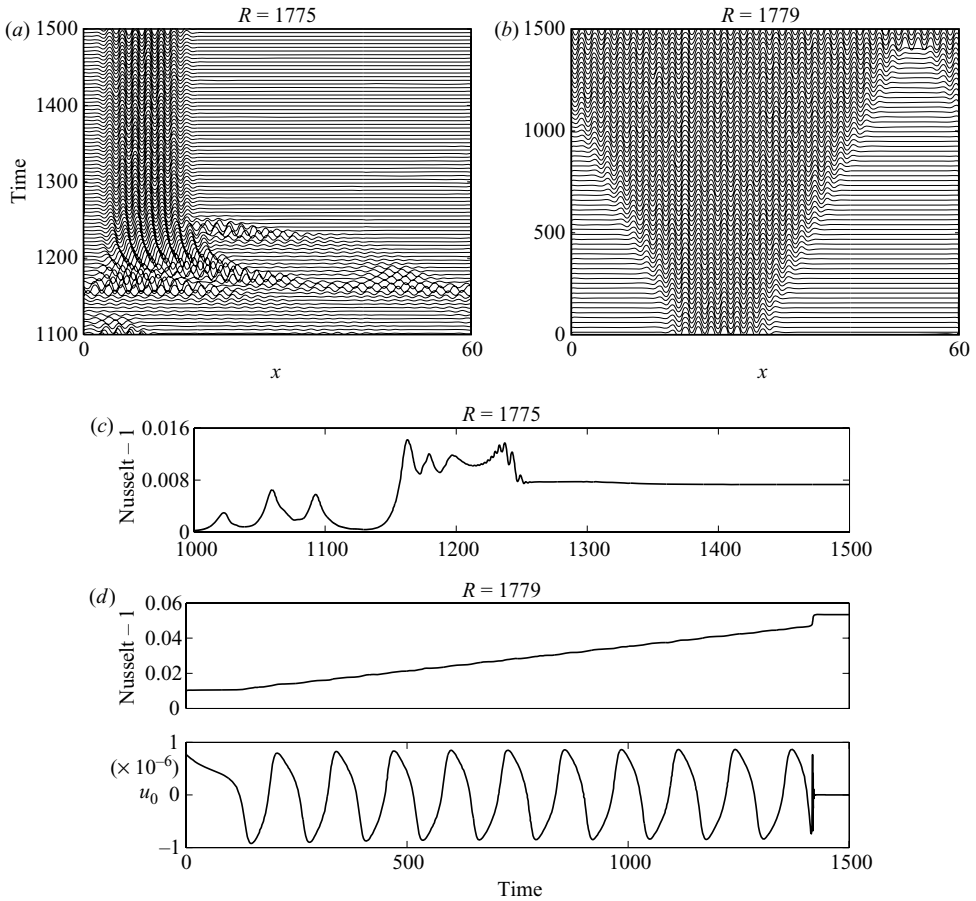 (a) R = 1775
1500
1400
1300
1200
1100
Time
0 60
x
(b) R = 1779
1500
1000
500
0
0 60
x
(c) R = 1775
Nusselt – 1
0.016
0.008
0
1000 1100 1200 1300 1400 1500
(d) R = 1779
Nusselt – 1
0.06
0.04
0.02
0
1
(× 10–6)
u0 0
–1
0 500 1000 1500
Time